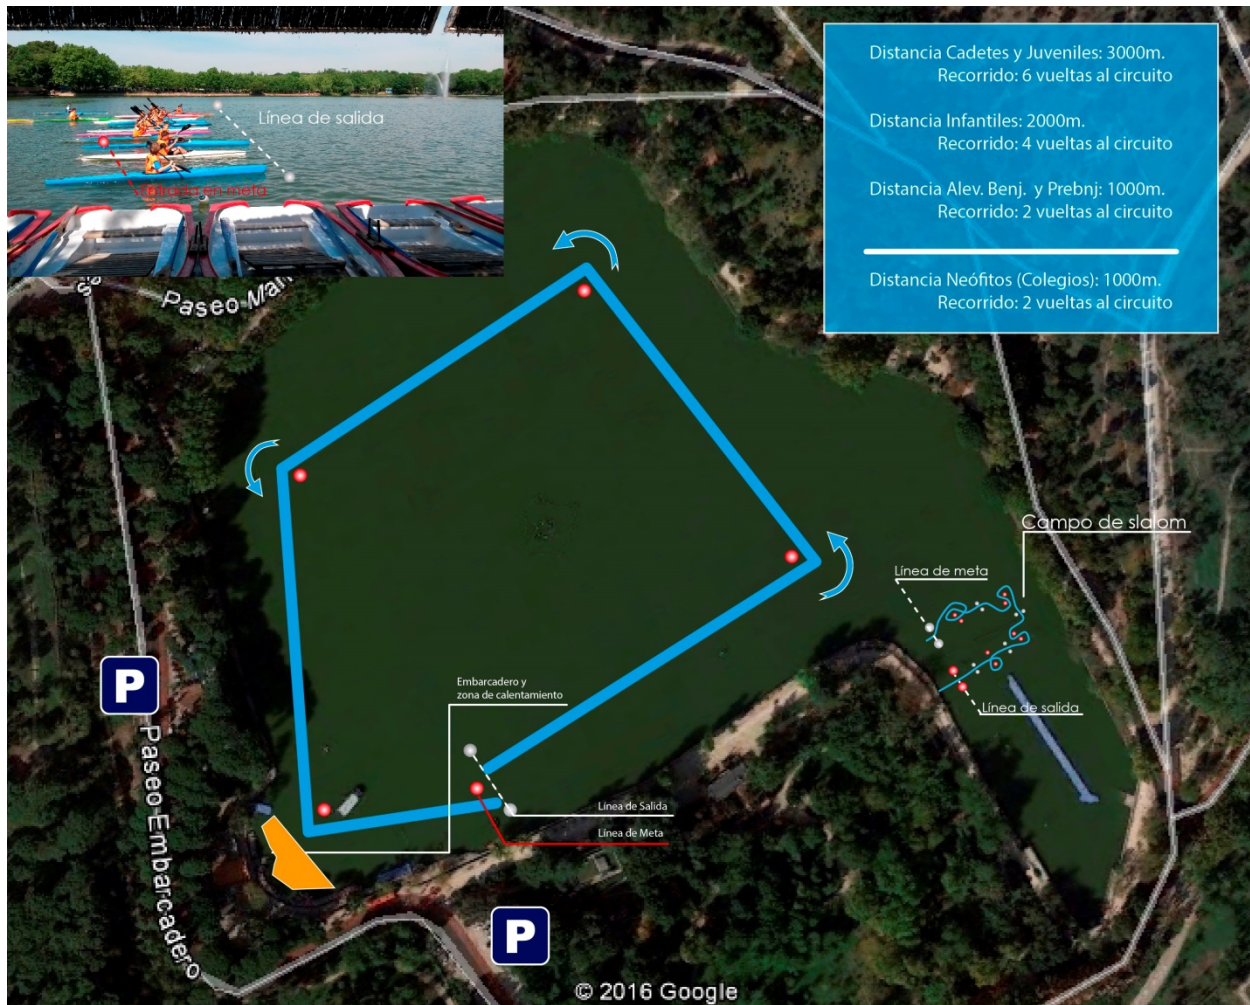 Línea de salida
Entrada en meta
Distancia Cadetes y Juveniles: 3000m.
Recorrido: 6 vueltas al circuito
Distancia Infantiles: 2000m.
Recorrido: 4 vueltas al circuito
Distancia Alev. Benj. y Prebnj: 1000m.
Recorrido: 2 vueltas al circuito
Distancia Neófitos (Colegios): 1000m.
Recorrido: 2 vueltas al circuito
Paseo
Campo de slalom
Línea de meta
Línea de salida
Embarcadero y
zona de calentamiento
Línea de Salida
Línea de Meta
P
Paseo Embarcadero
P
© 2016 Google